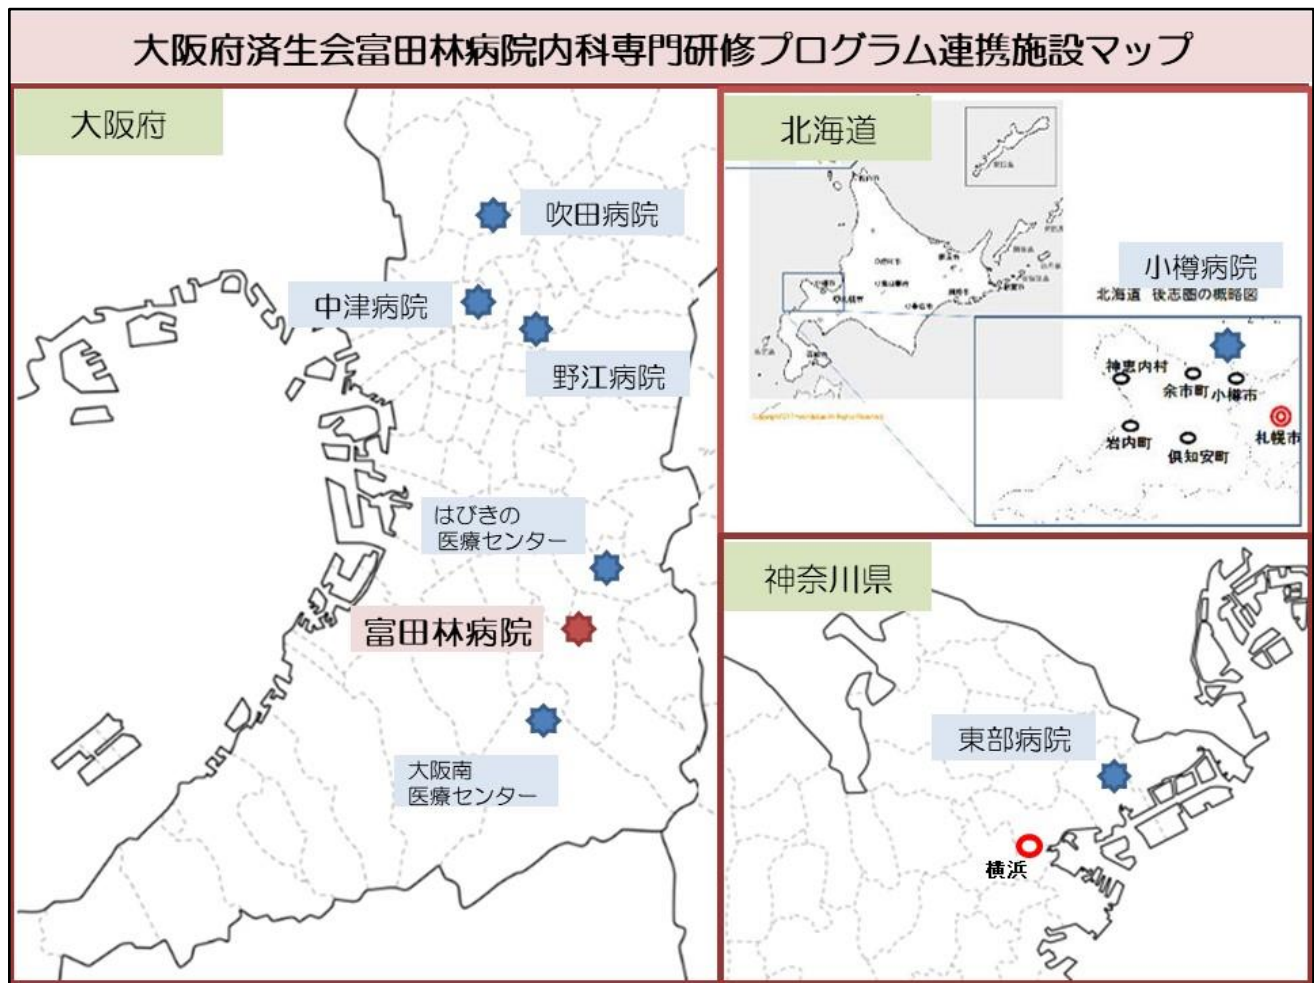 大阪府済生会富田林病院内科専門研修プログラム連携施設マップ
大阪府
吹田病院
中津病院
野江病院
はびきの
医療センター
富田林病院
大阪南
医療センター
北海道
小樽病院
北海道 後志圏の概略図
神恵内村
余市町
小樽市
岩内町
倶知安町
札幌市
神奈川県
東部病院
横浜